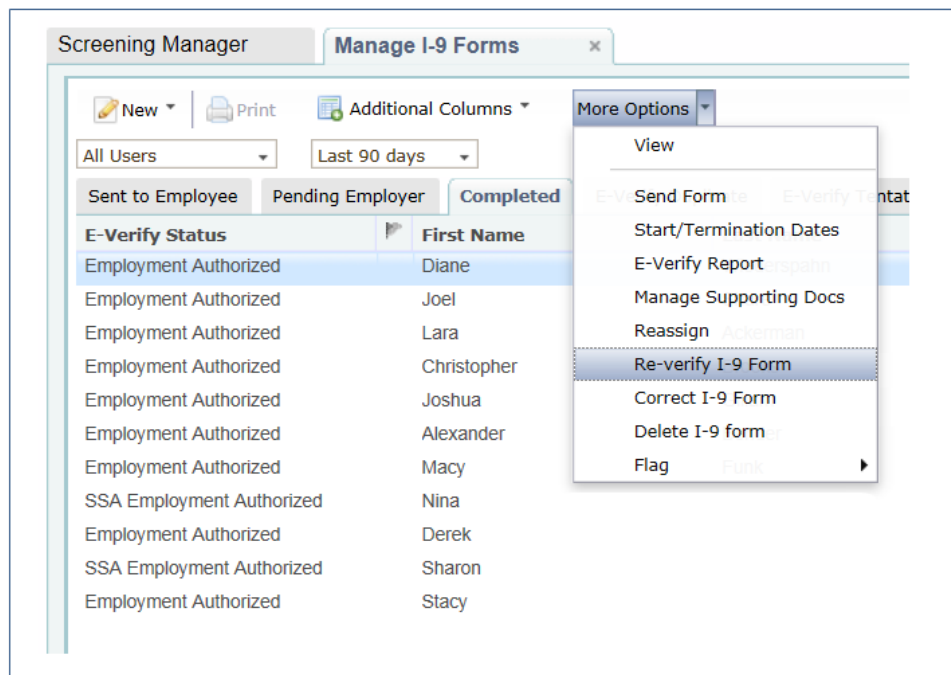 Screening Manager Manage I-9 Forms ×
New Print Additional Columns More Options
All Users Last 90 days View
Sent to Employee Pending Employer Completed Send Form E-Verify Tentat
E-Verify Status First Name Start/Termination Dates
Employment Authorized Diane E-Verify Report
Employment Authorized Joel Manage Supporting Docs
Employment Authorized Lara Reassign Ackerman
Employment Authorized Christopher Re-verify I-9 Form
Employment Authorized Joshua Correct I-9 Form
Employment Authorized Alexander Delete I-9 form
Employment Authorized Macy Flag Funk
SSA Employment Authorized Nina
Employment Authorized Derek
SSA Employment Authorized Sharon
Employment Authorized Stacy